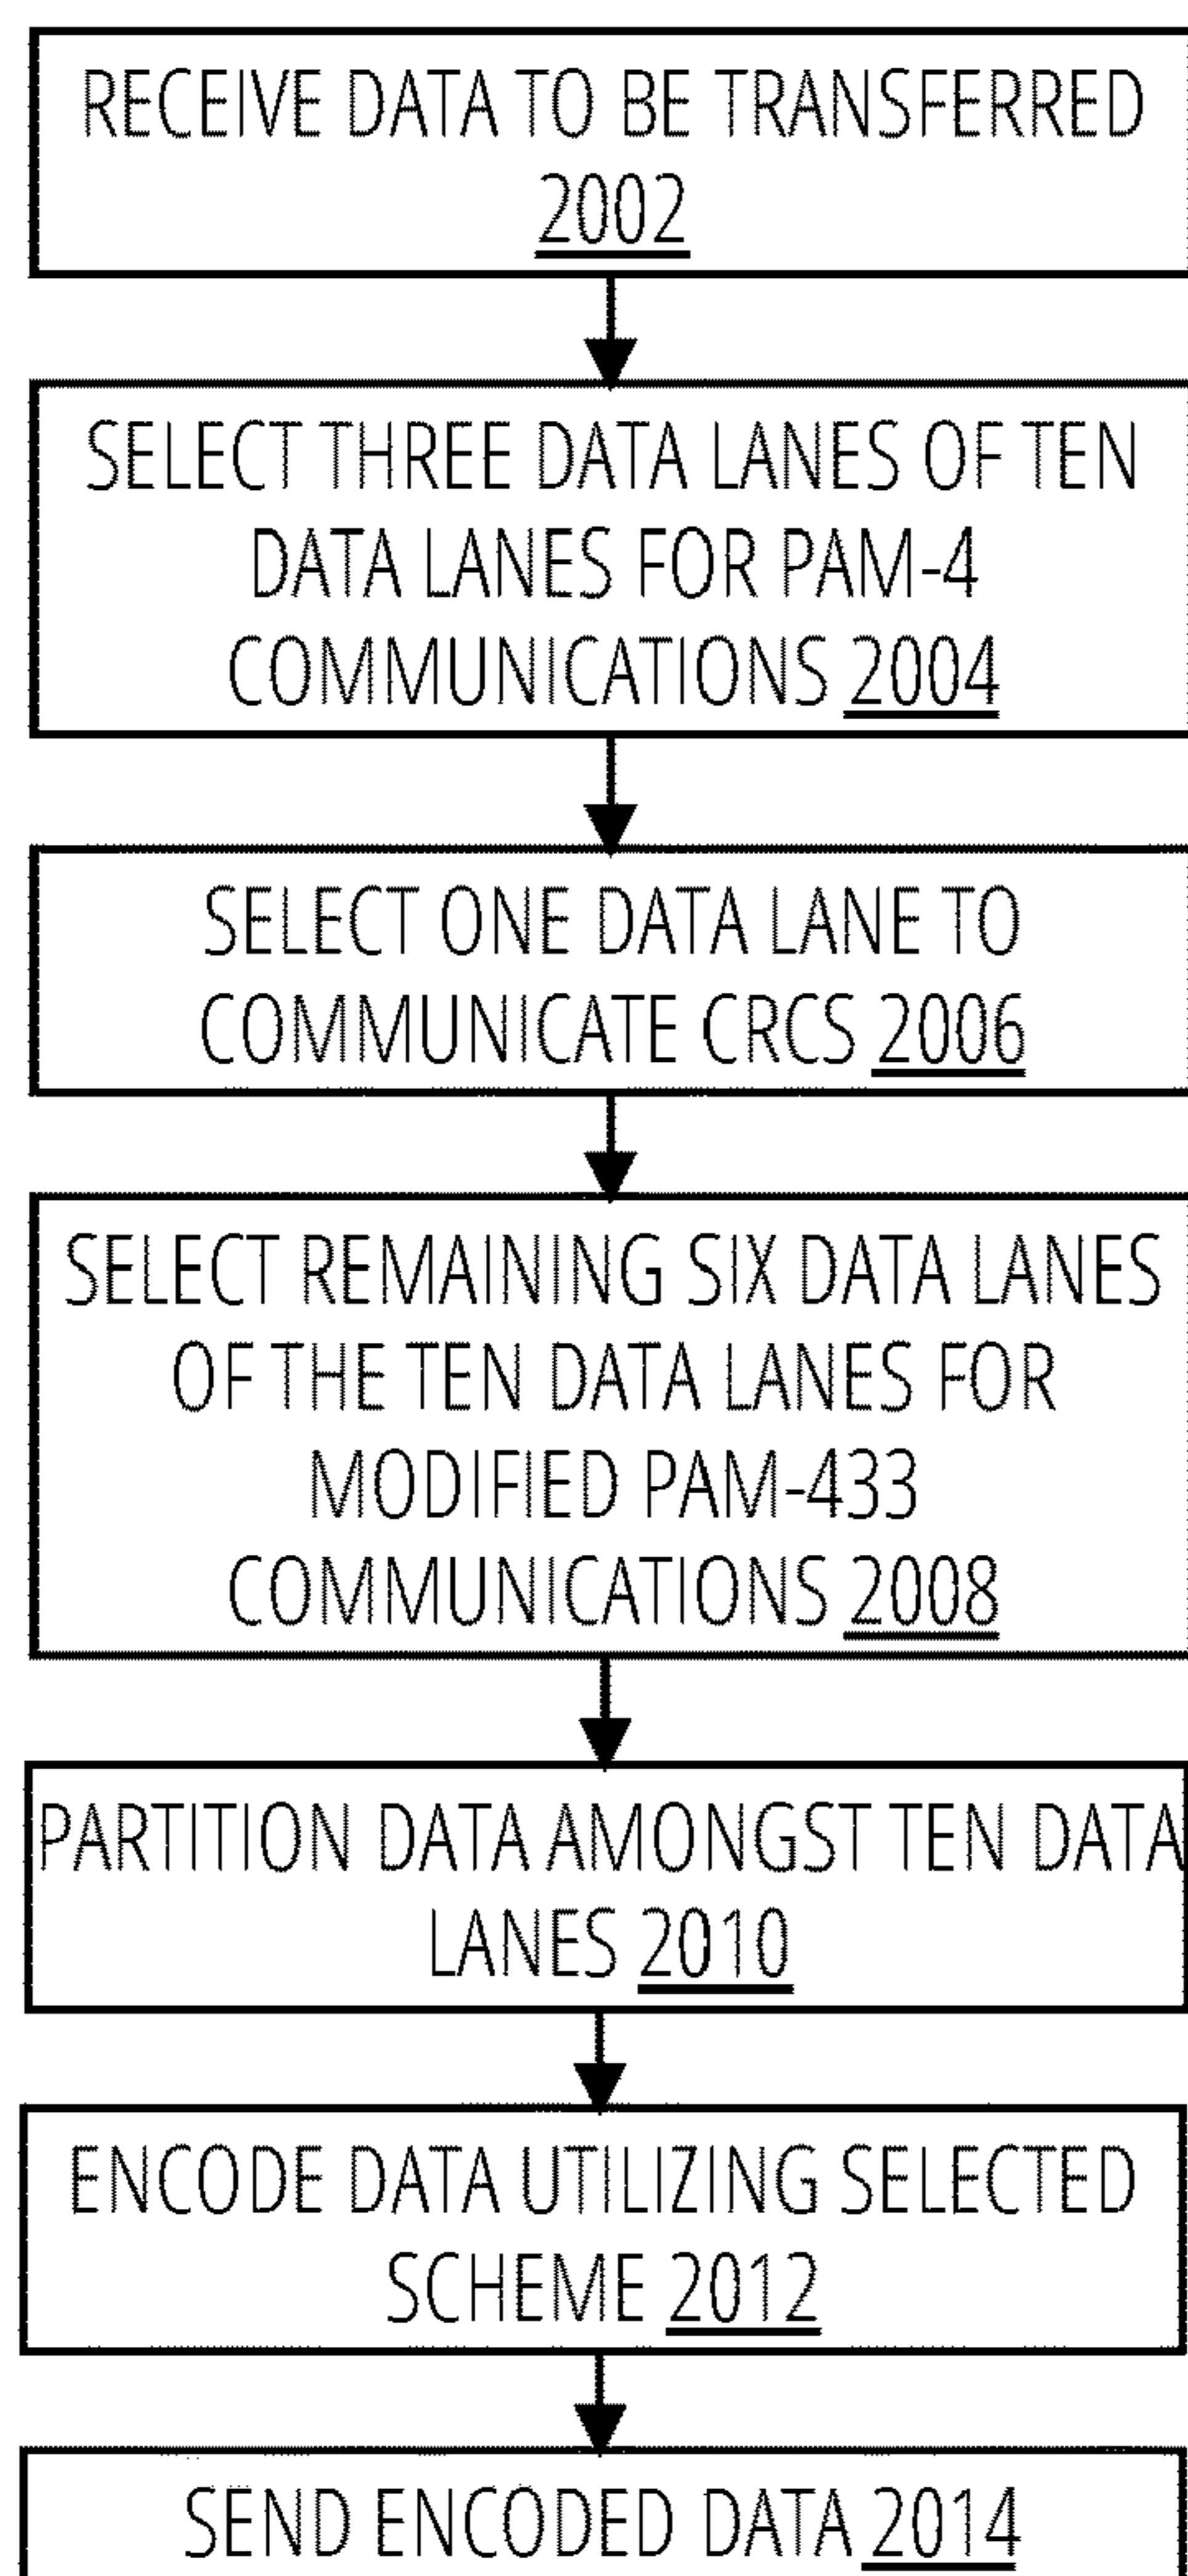 RECEIVE DATA TO BE TRANSFERRED
2002
SELECT THREE DATA LANES OF TEN
DATA LANES FOR PAM-4
COMMUNICATIONS 2004
SELECT ONE DATA LANE TO
COMMUNICATE CRCS 2006
SELECT REMAINING SIX DATA LANES
OF THE TEN DATA LANES FOR
MODIFIED PAM-433
COMMUNICATIONS 2008
PARTITION DATA AMONGST TEN DATA
LANES 2010
ENCODE DATA UTILIZING SELECTED
SCHEME 2012
SEND ENCODED DATA 2014